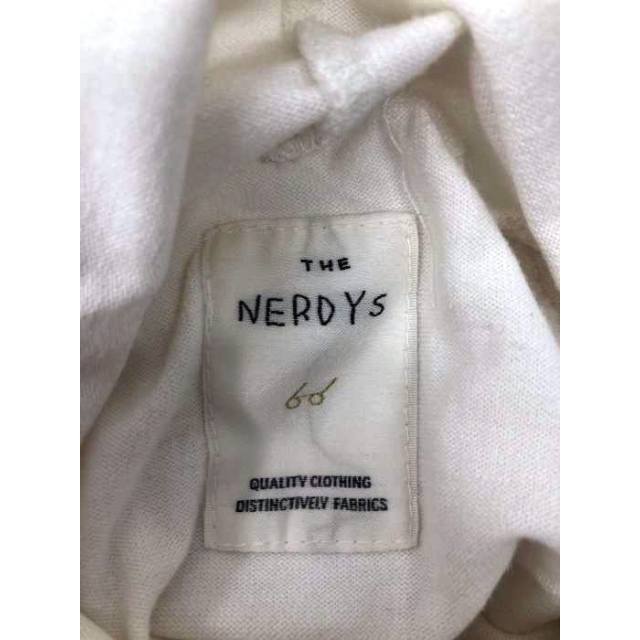 THE
NERDYS
QUALITY CLOTHING
DISTINCTIVELY FABRICS